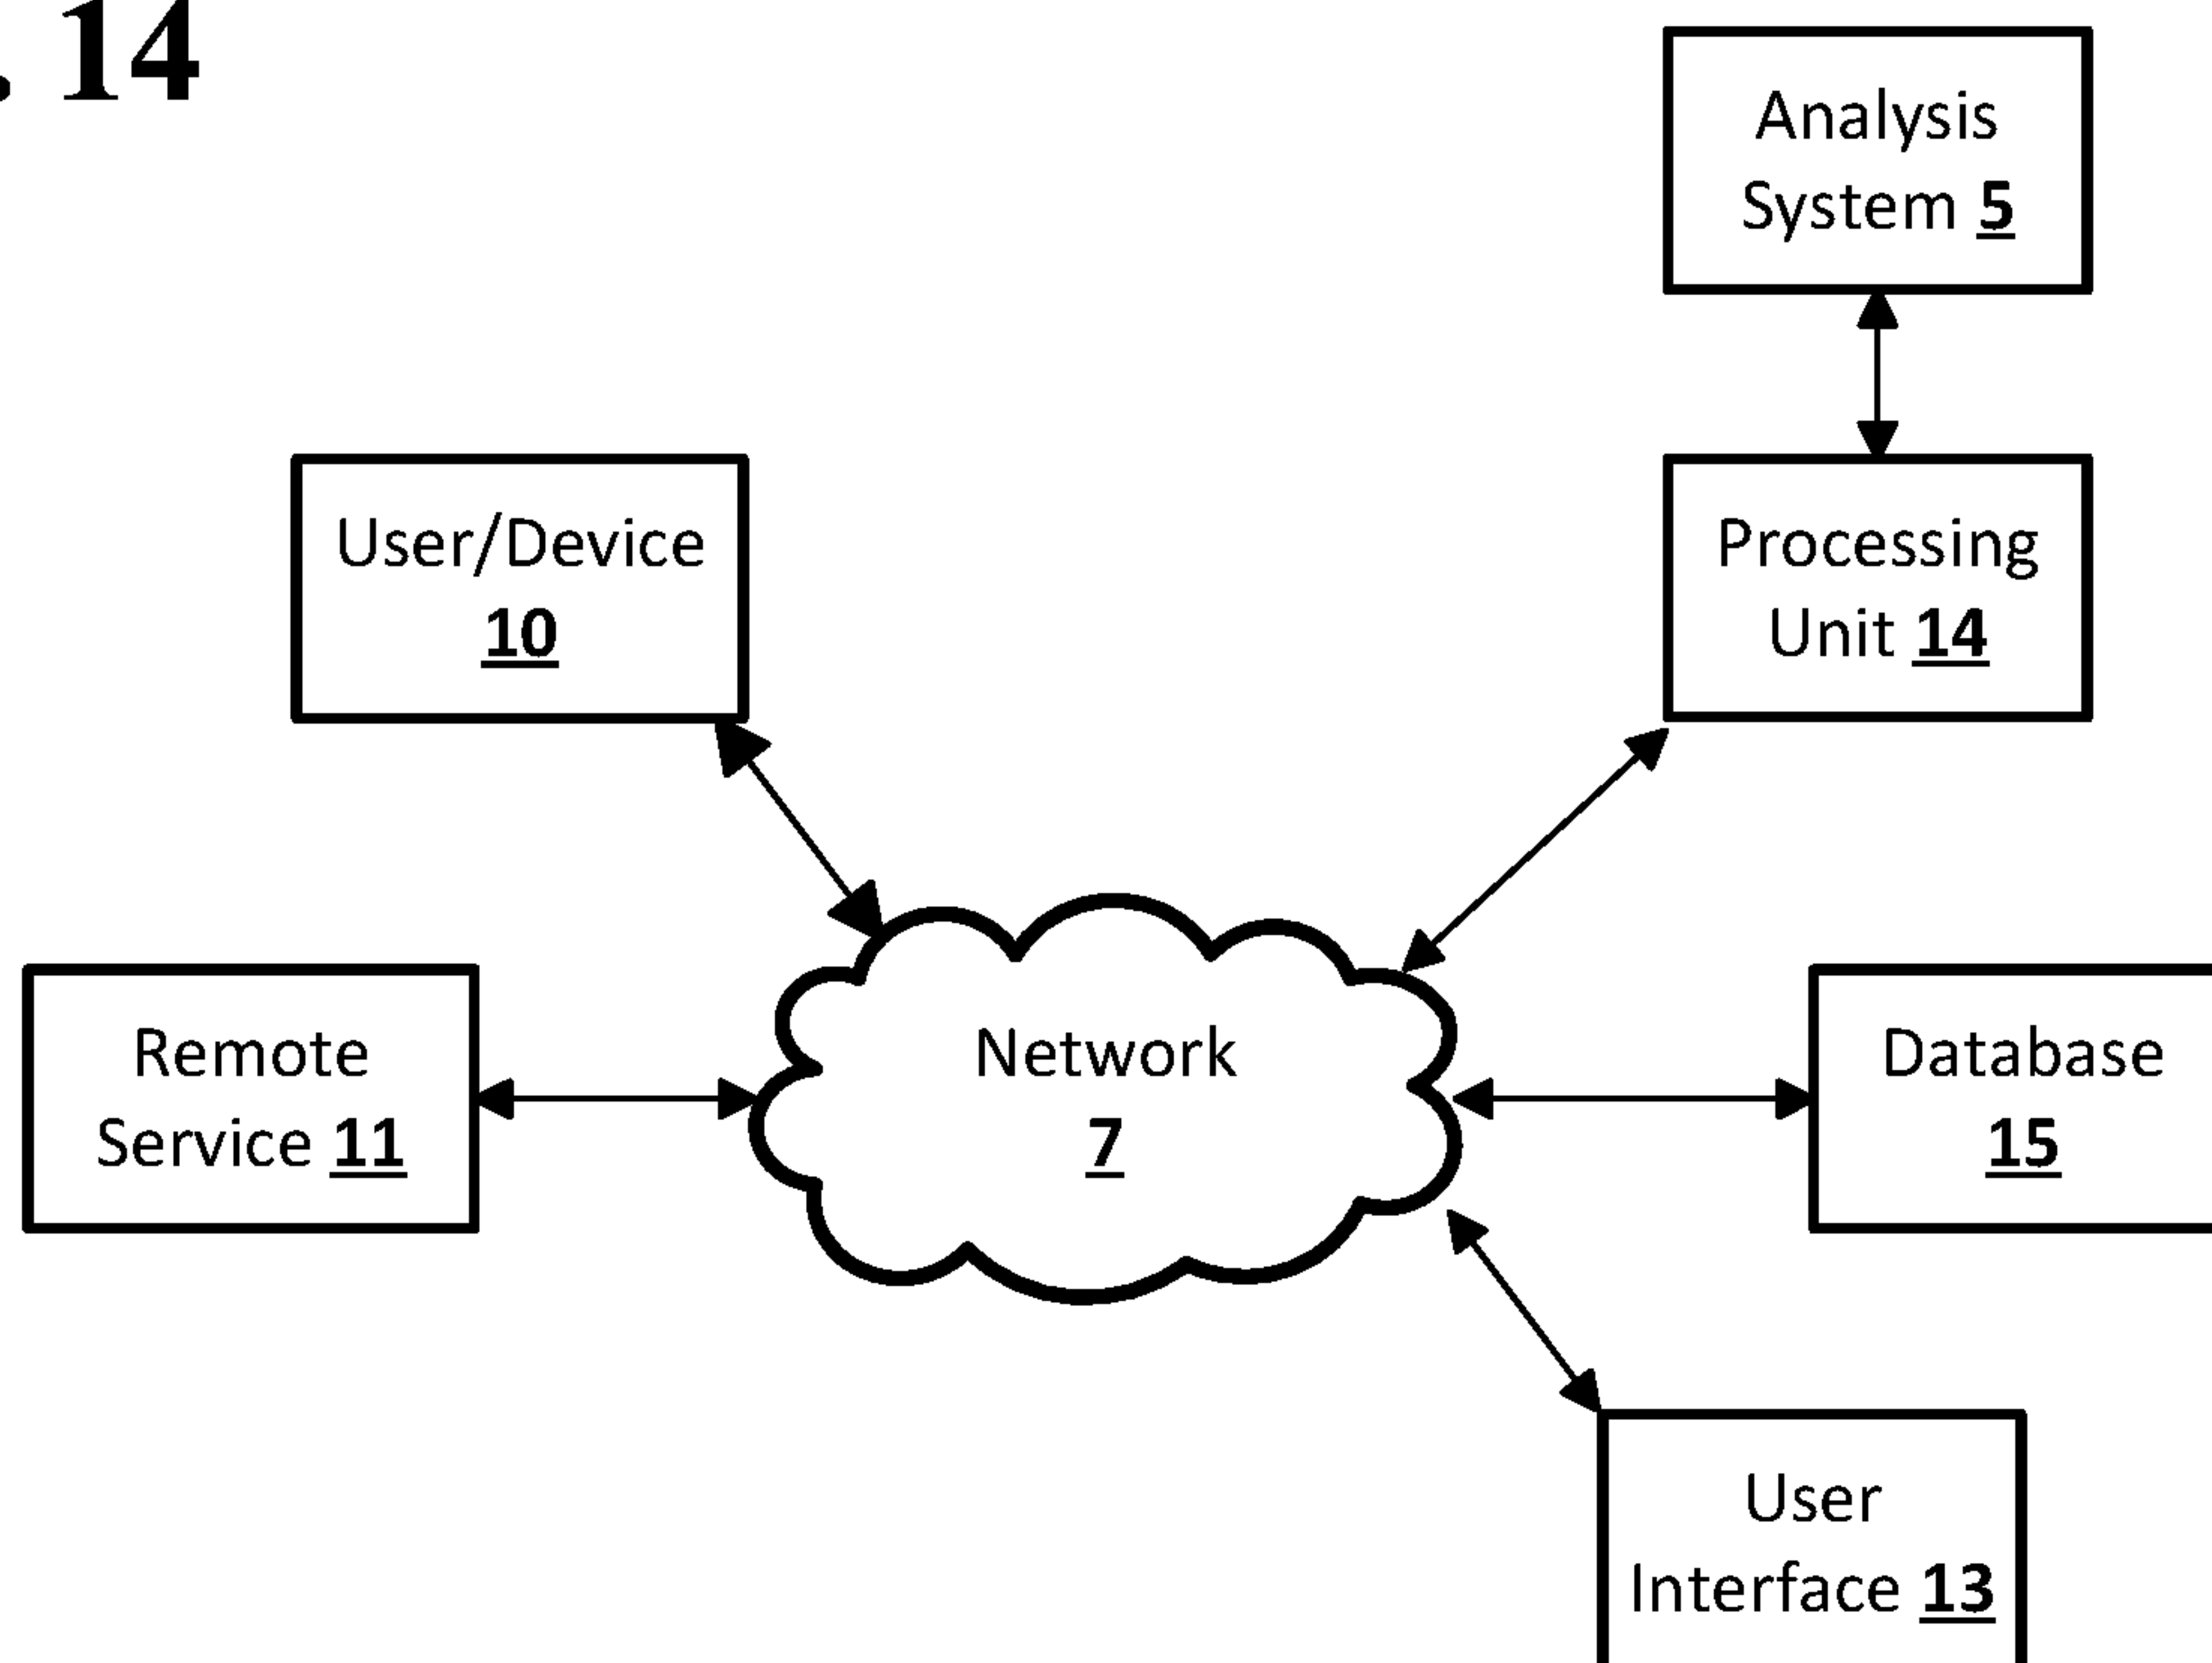 . 14
Analysis
System 5
User/Device
10
Processing
Unit 14
Remote
Service 11
Network
7
Database
15
User
Interface 13